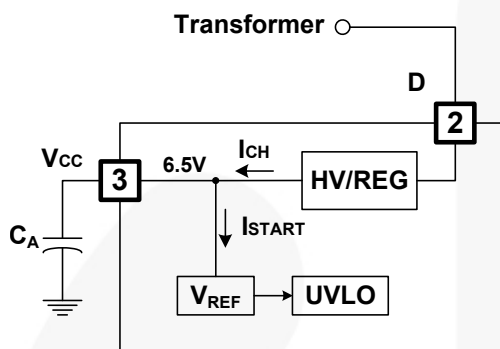 Transformer
D
2
VCC
3
6.5V
ICH
HV/REG
CA
ISTART
VREF
UVLO